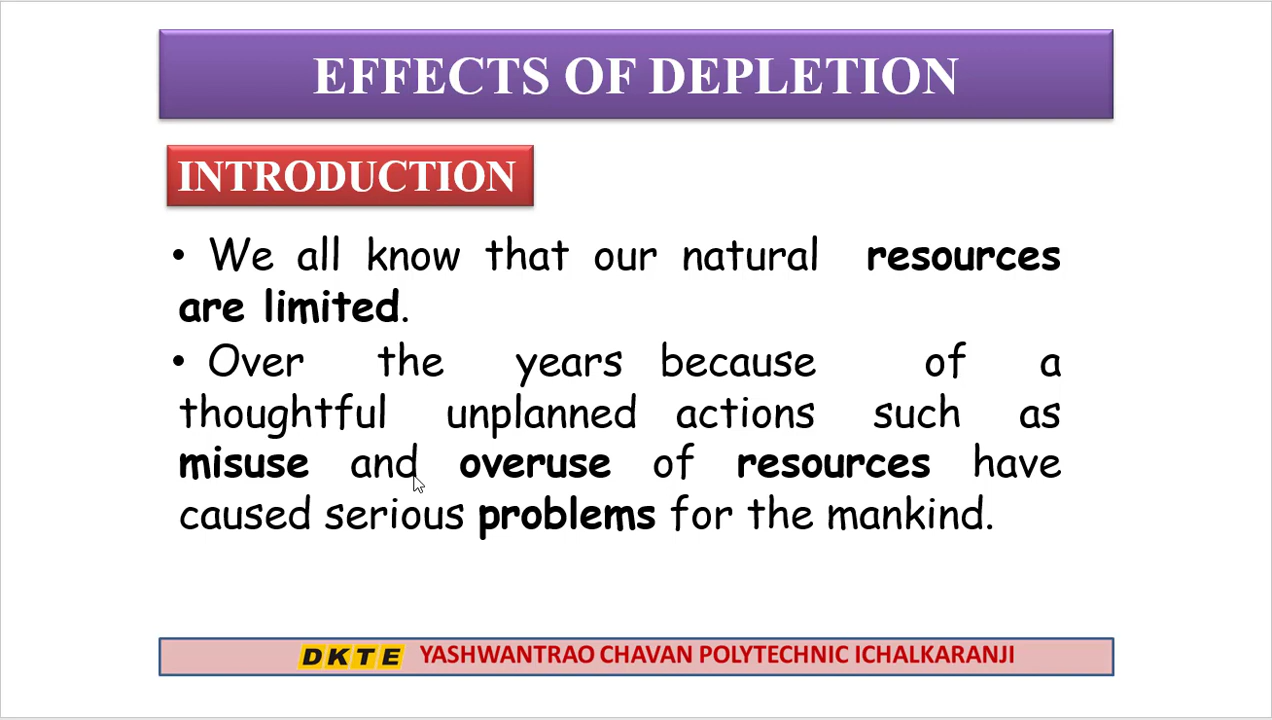 EFFECTS OF DEPLETION
INTRODUCTION
• We all know that our natural resources
are limited.
• Over the years because of a
thoughtful unplanned actions such as
misuse and overuse of resources have
caused serious problems for the mankind.
DKTE YASHWANTRAO CHAVAN POLYTECHNIC ICHALKARANJI